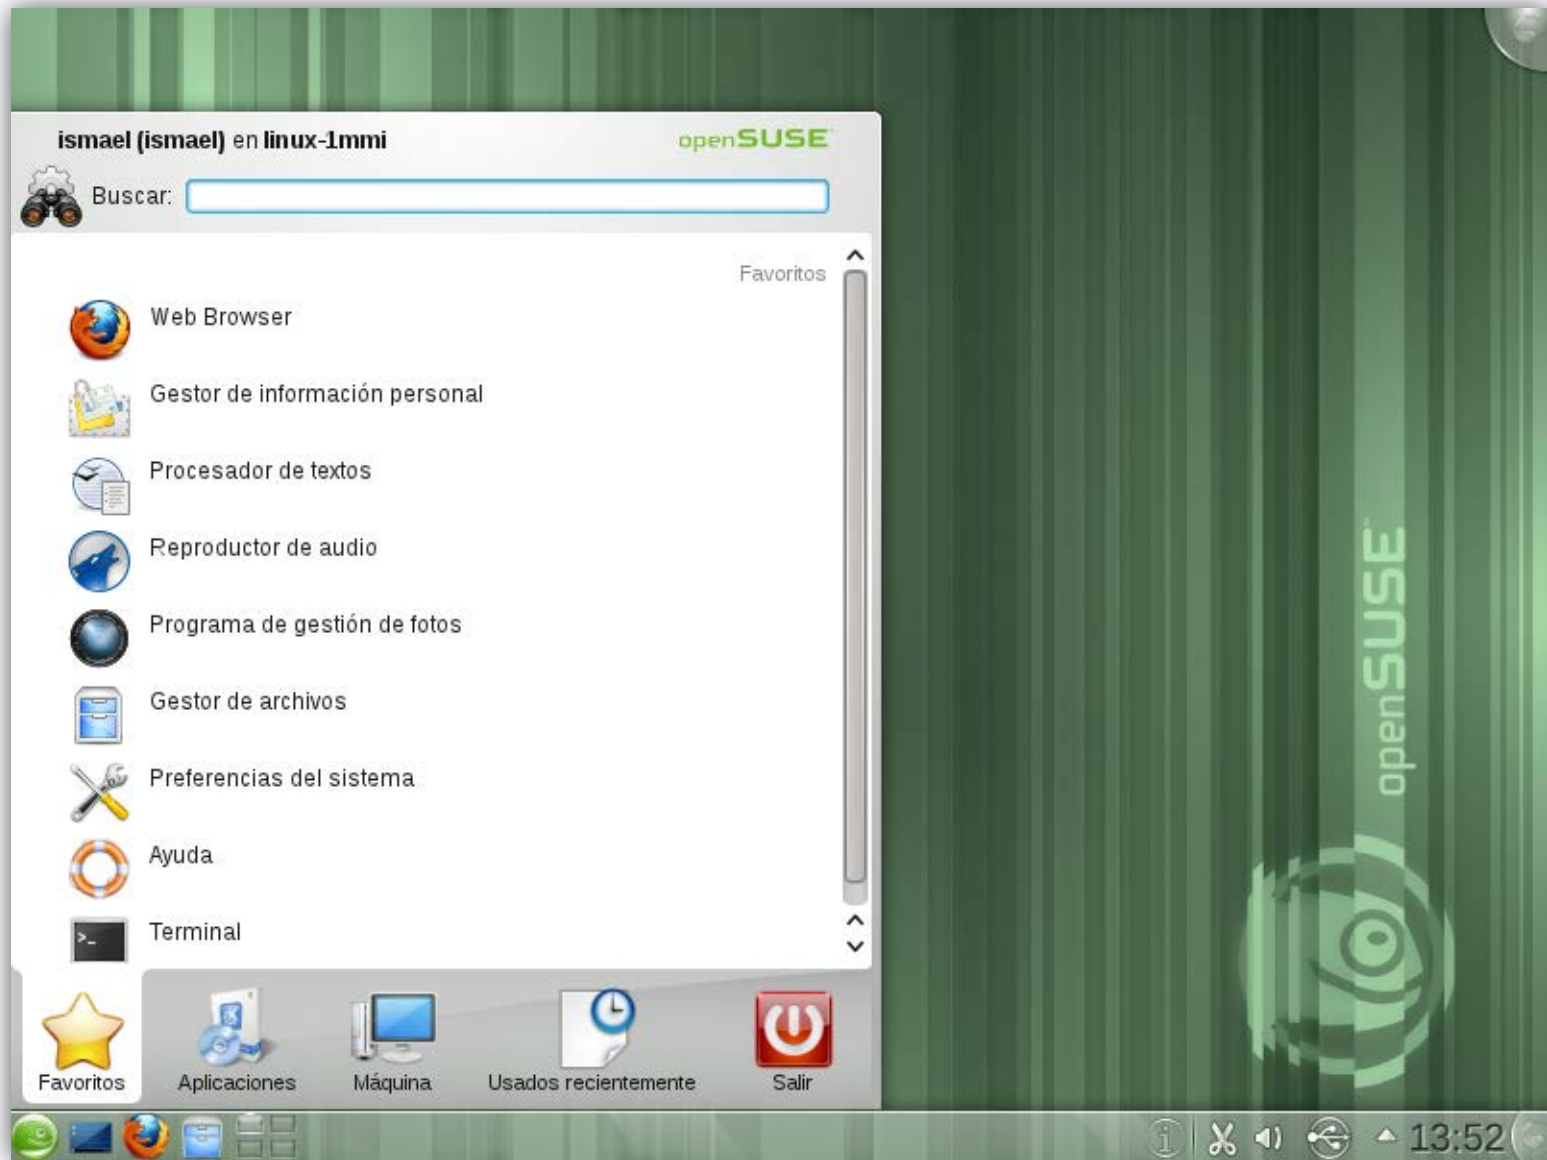 ismael (ismael) en linux-1mmi
openSUSE
Buscar:
Favoritos
Web Browser
Gestor de información personal
Procesador de textos
Reproductor de audio
Programa de gestión de fotos
Gestor de archivos
Preferencias del sistema
Ayuda
Terminal
Favoritos
Aplicaciones
Máquina
Usados recientemente
Salir
openSUSE
13:52